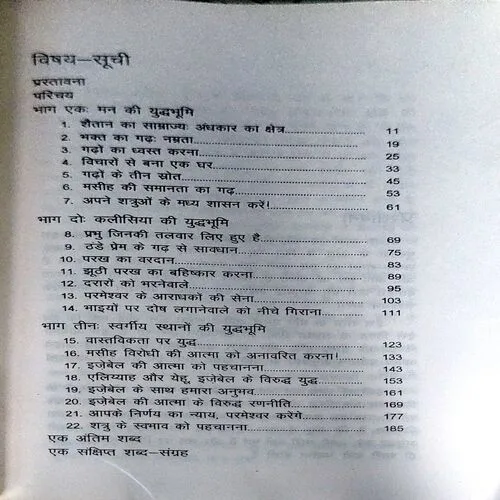 विषय–सूची
प्रस्तावना
परिचय
भाग एकः मन की युद्धभूमि
1. शैतान का साम्राज्यः अंधकार का क्षेत्र 11
2. भक्त का गढ़ः नम्रता 19
3. गढ़ों का ध्वस्त करना 25
4. विचारों से बना एक घर 33
5. गढ़ों के तीन स्रोत 45
6. मसीह की समानता का गढ़ 53
7. अपने शत्रुओं के मध्य शासन करें! 61
भाग दोः कलीसिया की युद्धभूमि
8. प्रभु जिनकी तलवार लिए हुए है 69
9. ठंडे प्रेम के गढ़ से सावधान 75
10. परख का वरदान 83
11. झूठी परख का बहिष्कार करना 89
12. दरारों को भरनेवाले 95
13. परमेश्वर के आराधकों की सेना 103
14. भाइयों पर दोष लगानेवाले को नीचे गिराना 111
भाग तीनः स्वर्गीय स्थानों की युद्धभूमि
15. वास्तविकता पर युद्ध 123
16. मसीह विरोधी की आत्मा को अनावरित करना! 133
17. इजेबेल की आत्मा को पहचानना 143
18. एलिय्याह और येहू, इजेबेल के विरुद्ध युद्ध 153
19. इजेबेल के साथ हमारा अनुभव 161
20. इजेबेल की आत्मा के विरुद्ध रणनीति 169
21. आपके निर्णय का न्याय, परमेश्वर करेंगे 177
22. शत्रु के स्वभाव को पहचानना 185
एक अंतिम शब्द
एक संक्षिप्त शब्द–संग्रह